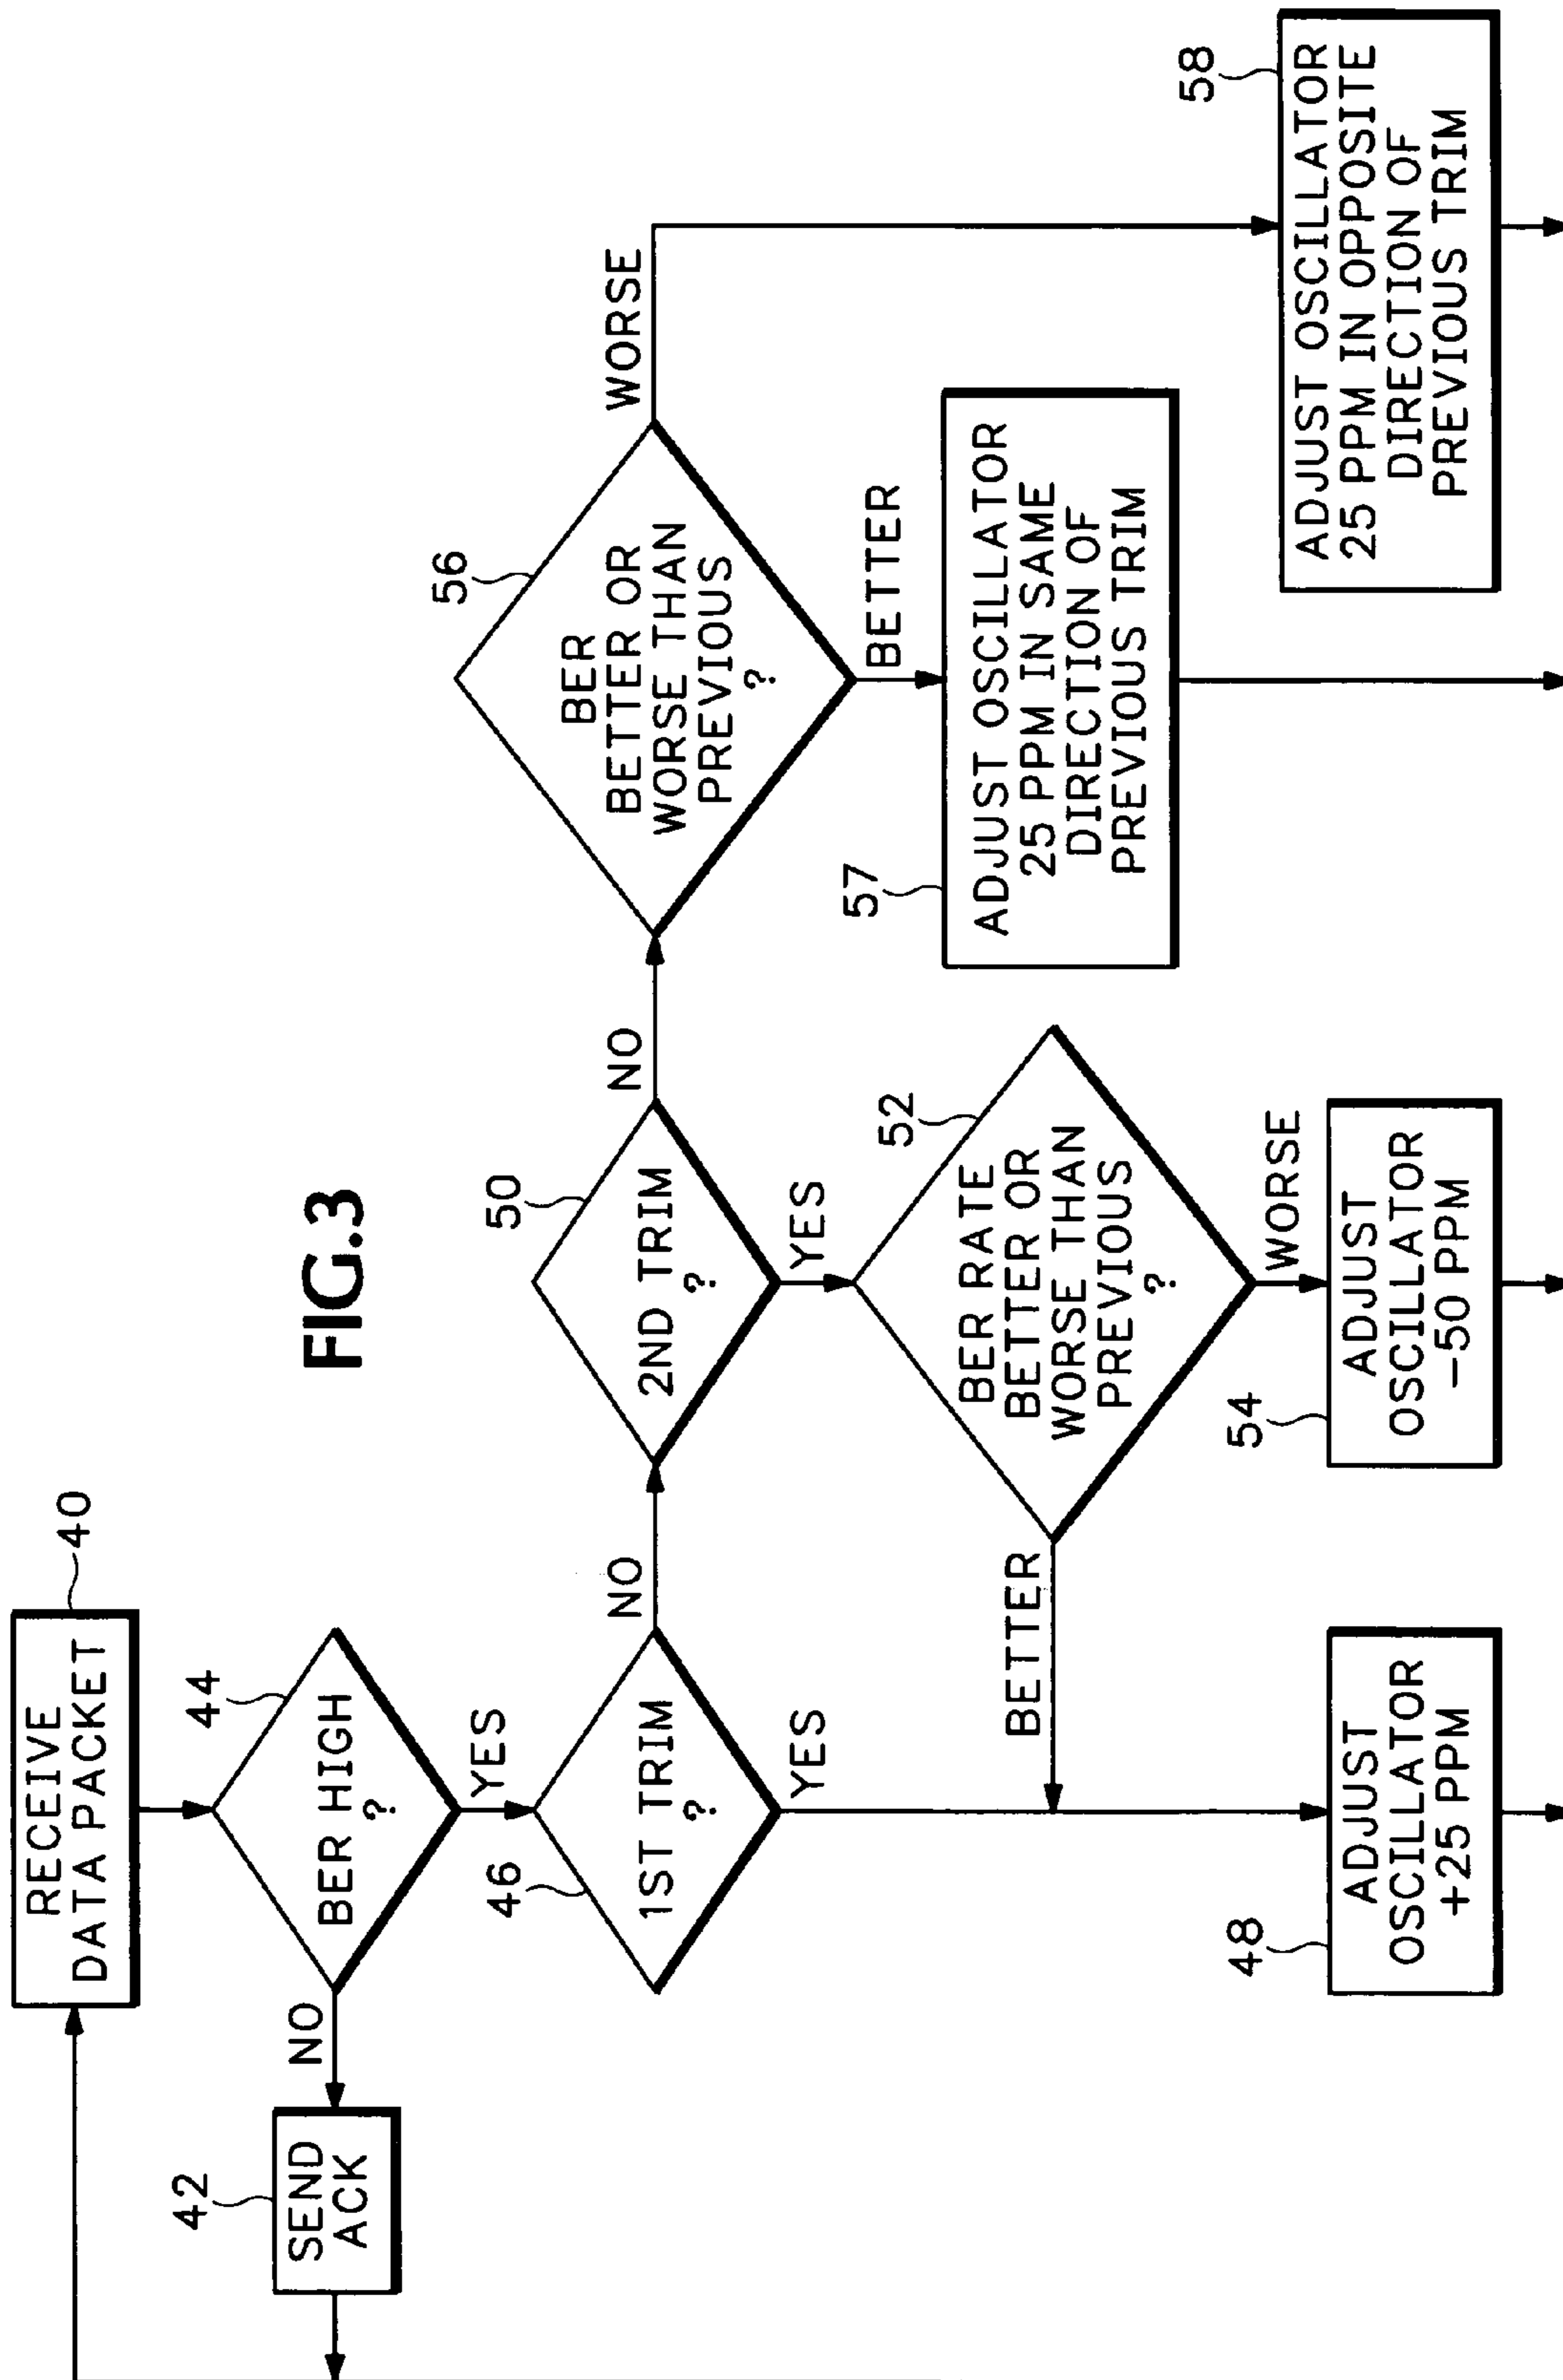 FIG.3
RECEIVE
DATA PACKET
40
44
BER HIGH
?
NO
42
SEND
ACK
YES
46
1ST TRIM
?
NO
50
2ND TRIM
?
NO
56
BER
BETTER OR
WORSE THAN
PREVIOUS
?
WORSE
YES
YES
BETTER
52
BER RATE
BETTER OR
WORSE THAN
PREVIOUS
?
BETTER
WORSE
57
ADJUST OSCILLATOR
25 PPM IN SAME
DIRECTION OF
PREVIOUS TRIM
48
ADJUST
OSCILLATOR
+25 PPM
54
ADJUST
OSCILLATOR
−50 PPM
58
ADJUST OSCILLATOR
25 PPM IN OPPOSITE
DIRECTION OF
PREVIOUS TRIM